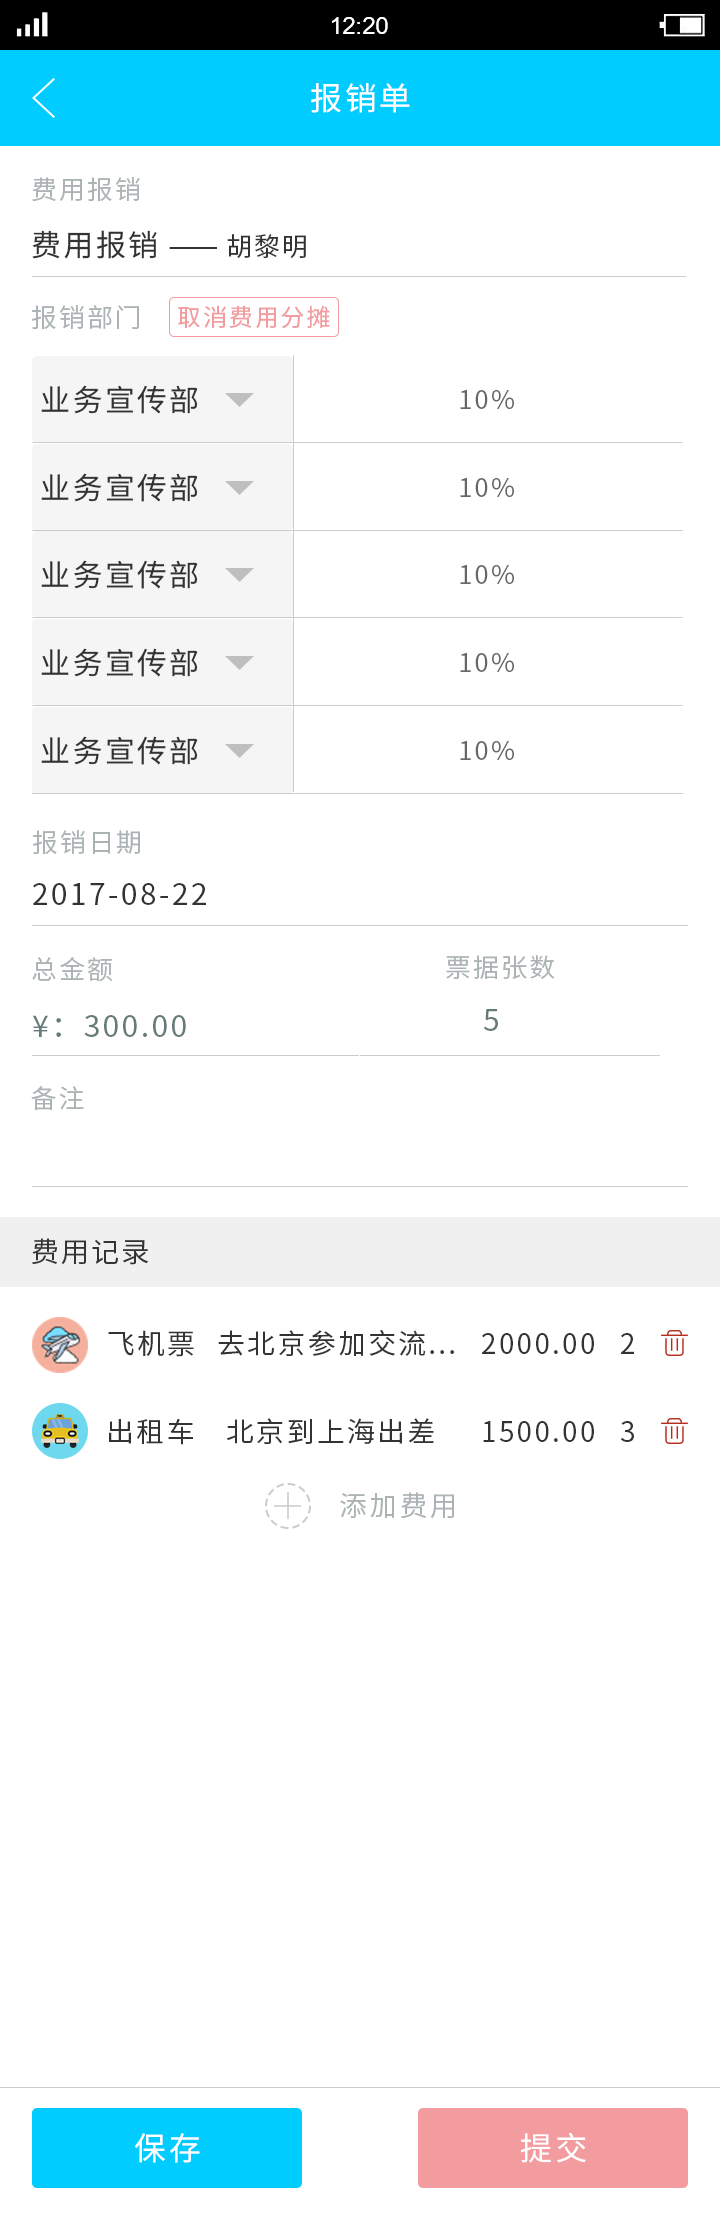 12:20
报销单
费用报销
费用报销 —— 胡黎明
报销部门 取消费用分摊
业务宣传部 10%
业务宣传部 10%
业务宣传部 10%
业务宣传部 10%
业务宣传部 10%
报销日期
2017-08-22
总金额 票据张数
¥：300.00 5
备注
费用记录
飞机票 去北京参加交流... 2000.00 2
出租车 北京到上海出差 1500.00 3
添加费用
保存 提交